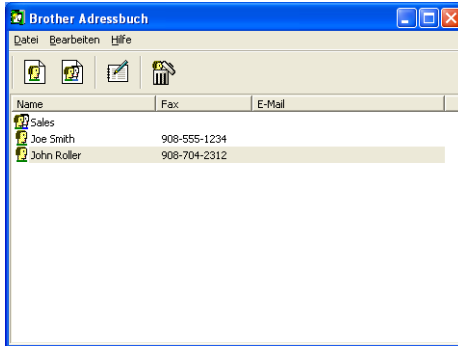 Brother Adressbuch
Datei Bearbeiten Hilfe
Name Fax E-Mail
Sales
Joe Smith 908-555-1234
John Roller 908-704-2312